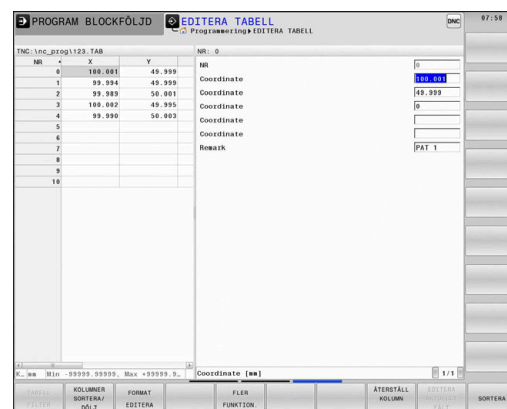 PROGRAM BLOCKFÖLJD
EDITERA TABELL
Programmering▸EDITERA TABELL
DNC
07:58
TNC:\nc_prog\123.TAB
NR X Y
0 100.001 49.999
1 99.994 49.999
2 99.989 50.001
3 100.002 49.995
4 99.990 50.003
5
6
7
8
9
10
NR: 0
NR 0
Coordinate 100.001
Coordinate 49.999
Coordinate 0
Coordinate
Coordinate
Remark PAT 1
K… mm Min -99999.99999, Max +99999.9…
Coordinate [mm] 1/1
KOLUMNER SORTERA/
FORMAT EDITERA
FLER FUNKTION.
ÅTERSTÄLL KOLUMN
EDITERA
SORTERA